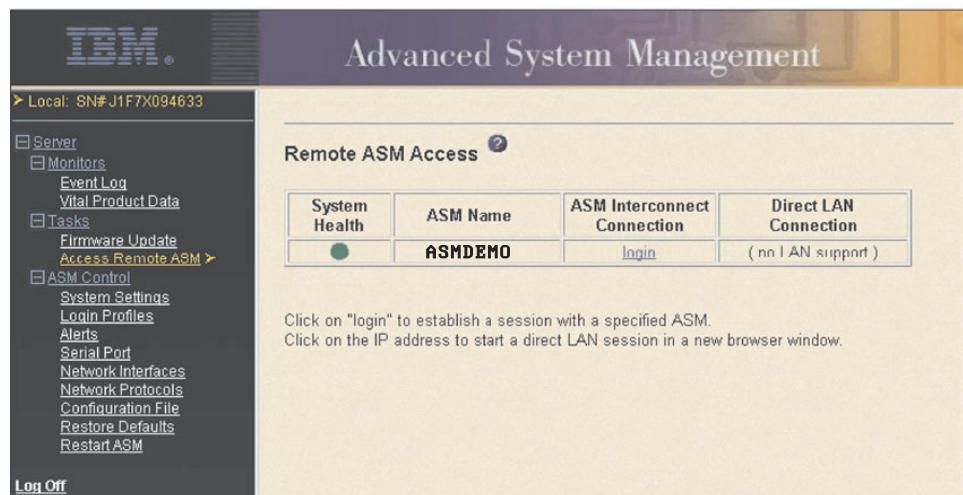 IBM.
Advanced System Management
Local: SN# J1F7X094633
Server
Monitors
Event Log
Vital Product Data
Tasks
Firmware Update
Access Remote ASM
ASM Control
System Settings
Login Profiles
Alerts
Serial Port
Network Interfaces
Network Protocols
Configuration File
Restore Defaults
Restart ASM
Log Off
Remote ASM Access ?
System Health ASM Name ASM Interconnect Connection Direct LAN Connection
ASMDEMO login ( no LAN support )
Click on "login" to establish a session with a specified ASM.
Click on the IP address to start a direct LAN session in a new browser window.